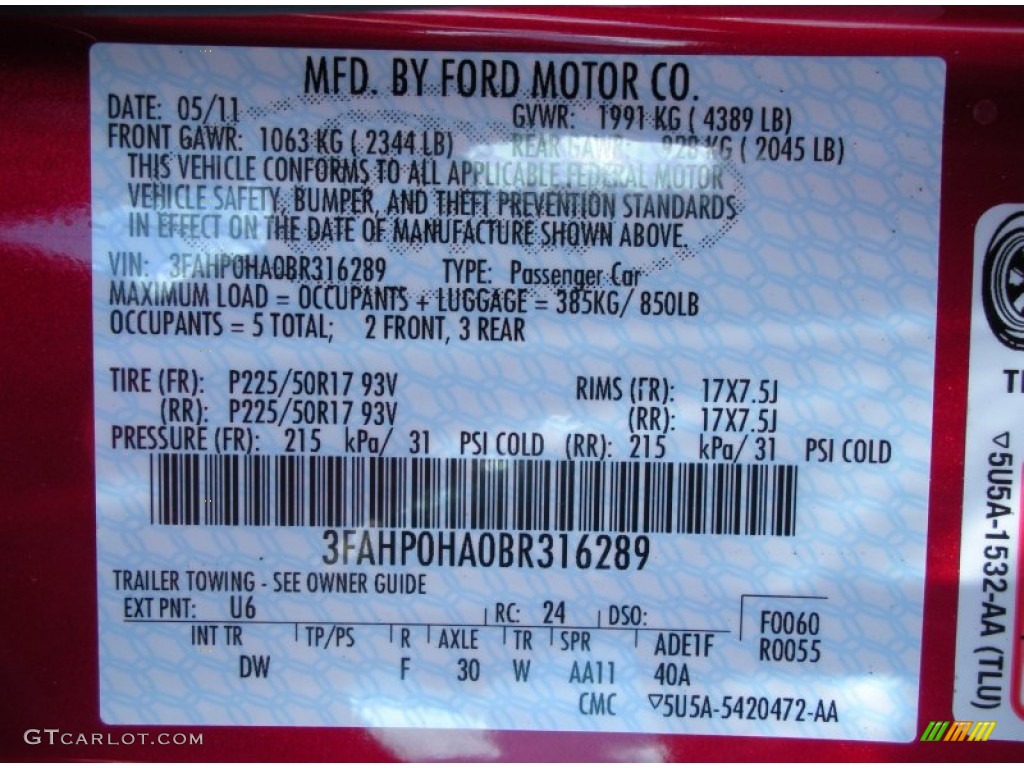 MFD. BY FORD MOTOR CO.
DATE: 05/11 GVWR: 1991 KG ( 4389 LB)
FRONT GAWR: 1063 KG ( 2344 LB) REAR GAWR: 928 KG ( 2045 LB)
THIS VEHICLE CONFORMS TO ALL APPLICABLE FEDERAL MOTOR
VEHICLE SAFETY, BUMPER, AND THEFT PREVENTION STANDARDS
IN EFFECT ON THE DATE OF MANUFACTURE SHOWN ABOVE.
VIN: 3FAHP0HA0BR316289 TYPE: Passenger Car
MAXIMUM LOAD = OCCUPANTS + LUGGAGE = 385KG/ 850LB
OCCUPANTS = 5 TOTAL; 2 FRONT, 3 REAR
TIRE (FR): P225/50R17 93V RIMS (FR): 17X7.5J
(RR): P225/50R17 93V (RR): 17X7.5J
PRESSURE (FR): 215 kPa/ 31 PSI COLD (RR): 215 kPa/ 31 PSI COLD
3FAHP0HA0BR316289
TRAILER TOWING - SEE OWNER GUIDE
EXT PNT: U6 RC: 24 DSO: F0060
INT TR TP/PS R AXLE TR SPR ADE1F R0055
DW F 30 W AA11 40A
CMC ▽5U5A-5420472-AA
▽5U5A-1532-AA (TLU)
GTCARLOT.COM